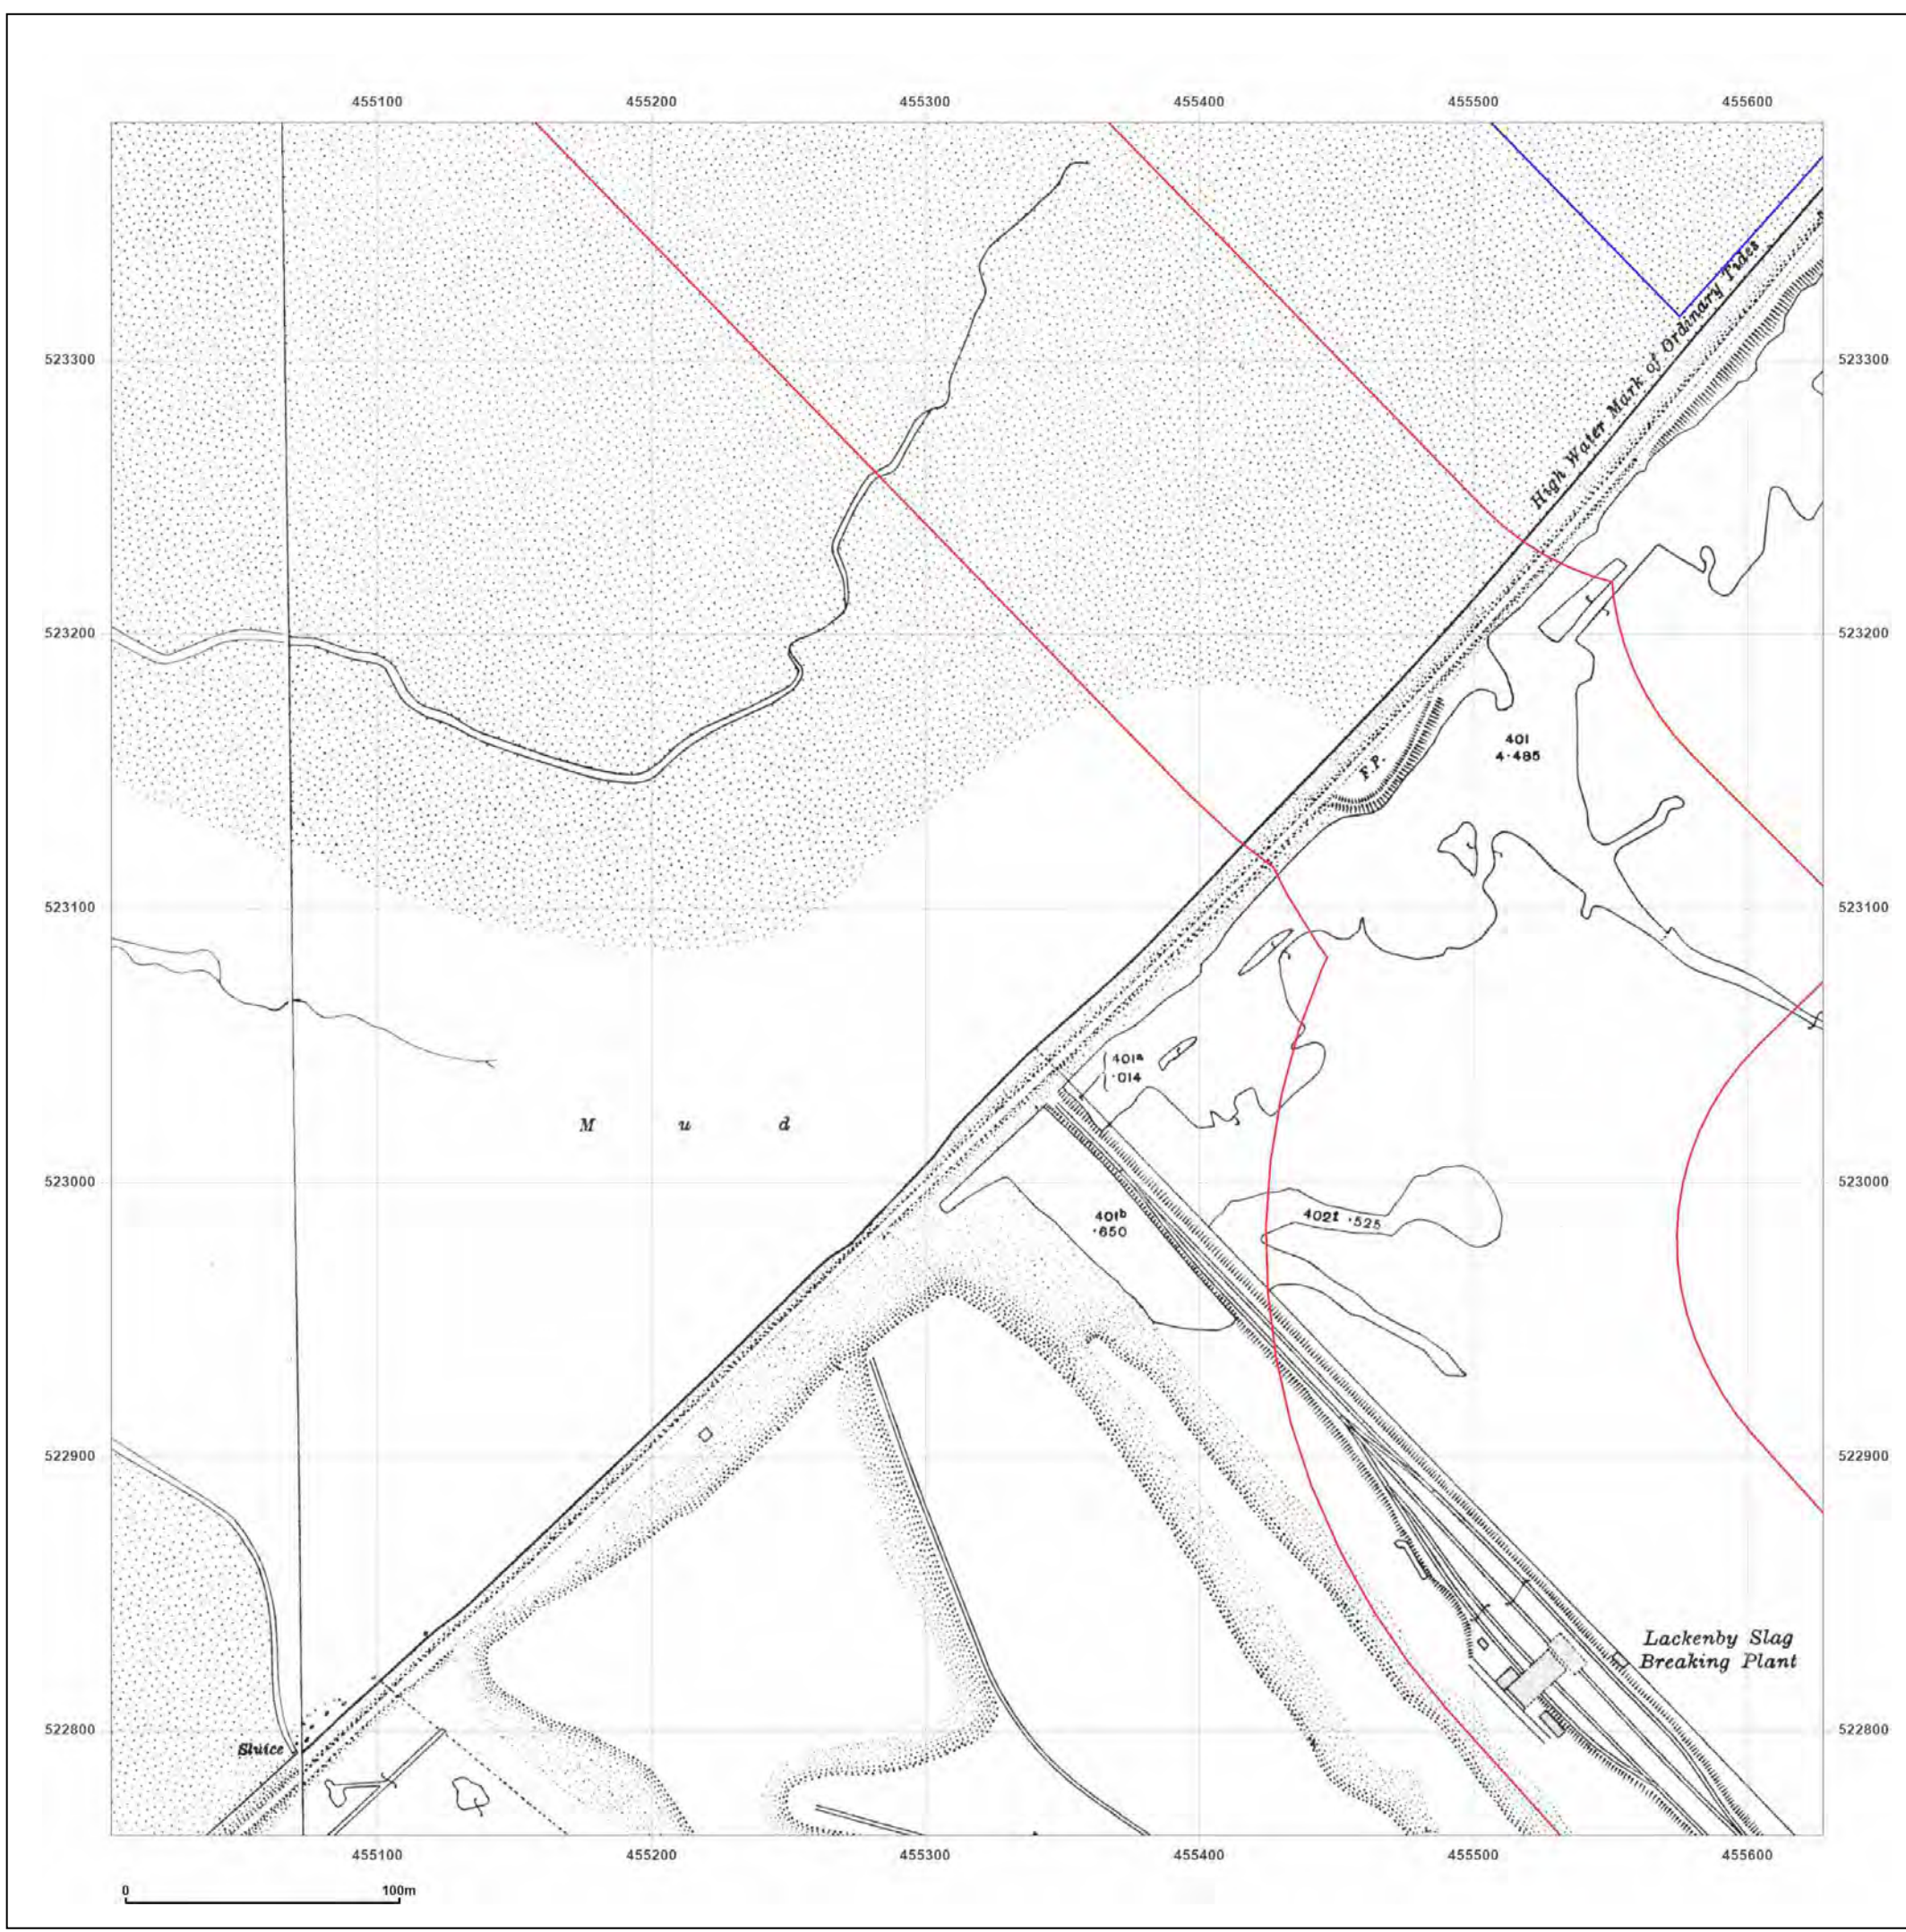 455100 455200 455300 455400 455500 455600
High Water Mark of Ordinary Tides
523300 523300
523200 523200
401
4·485
F.P.
523100 523100
401a
·014
M u d
523000 523000
401b
·650
402t ·525
522900 522900
Lackenby Slag
Breaking Plant
522800 522800
Sluice
455100 455200 455300 455400 455500 455600
0 100m